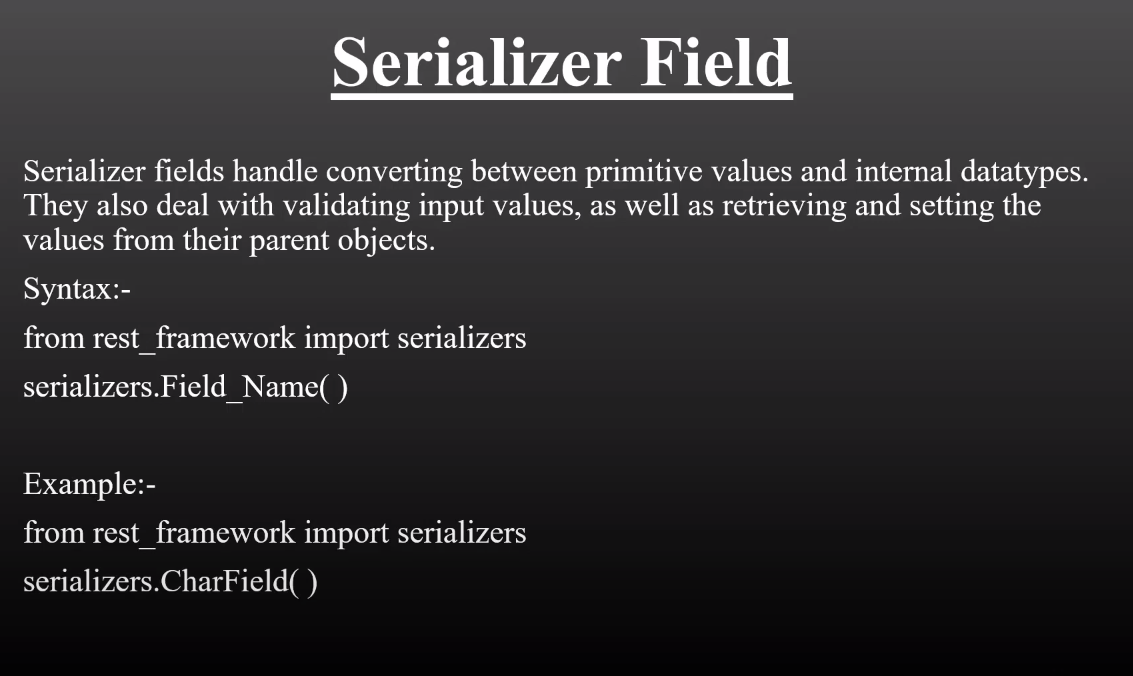 Serializer Field
Serializer fields handle converting between primitive values and internal datatypes.
They also deal with validating input values, as well as retrieving and setting the
values from their parent objects.
Syntax:-
from rest_framework import serializers
serializers.Field_Name( )
Example:-
from rest_framework import serializers
serializers.CharField( )